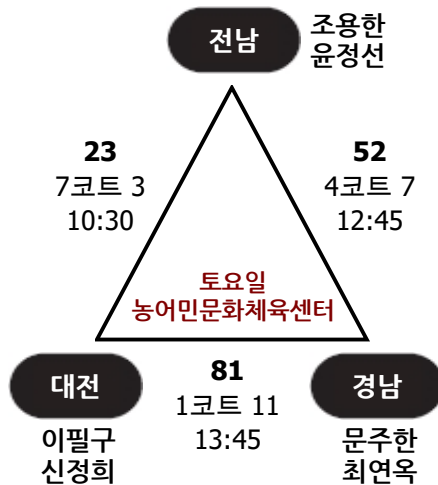 전남
조용한
윤정선
23
7코트 3
10:30
52
4코트 7
12:45
토요일
농어민문화체육센터
대전
이필구
신정희
81
1코트 11
13:45
경남
문주한
최연옥